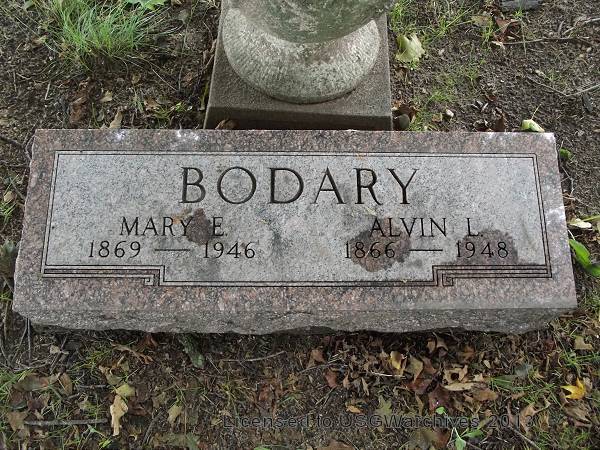 BODARY
MARY E. ALVIN L.
1869 — 1946 1866 — 1948
Licensed to USGWarchives 2013